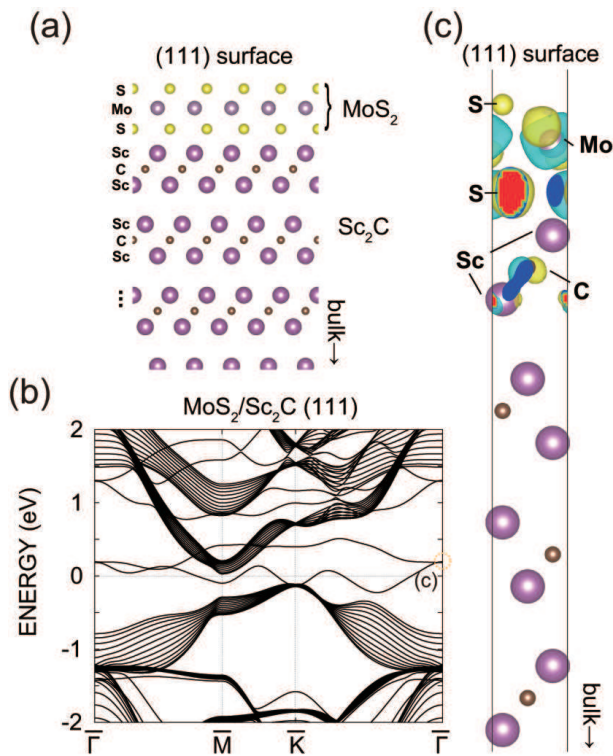 (a)
(111) surface
S
Mo
S
MoS₂
Sc
C
Sc
Sc
C
Sc
Sc₂C
bulk→
(b)
MoS₂/Sc₂C (111)
ENERGY (eV)
2
1
0
-1
-2
(c)
Γ̅
M̅
K̅
Γ̅
(c)
(111) surface
S
Mo
S
Sc
C
bulk→